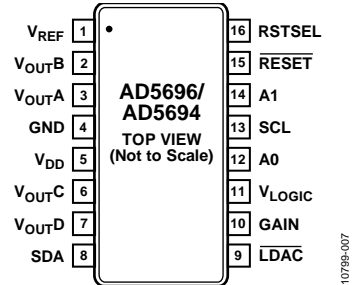 VREF 1
VOUTB 2
VOUTA 3
GND 4
VDD 5
VOUTC 6
VOUTD 7
SDA 8
AD5696/
AD5694
TOP VIEW
(Not to Scale)
16 RSTSEL
15 RESET
14 A1
13 SCL
12 A0
11 VLOGIC
10 GAIN
9 LDAC
10799-007